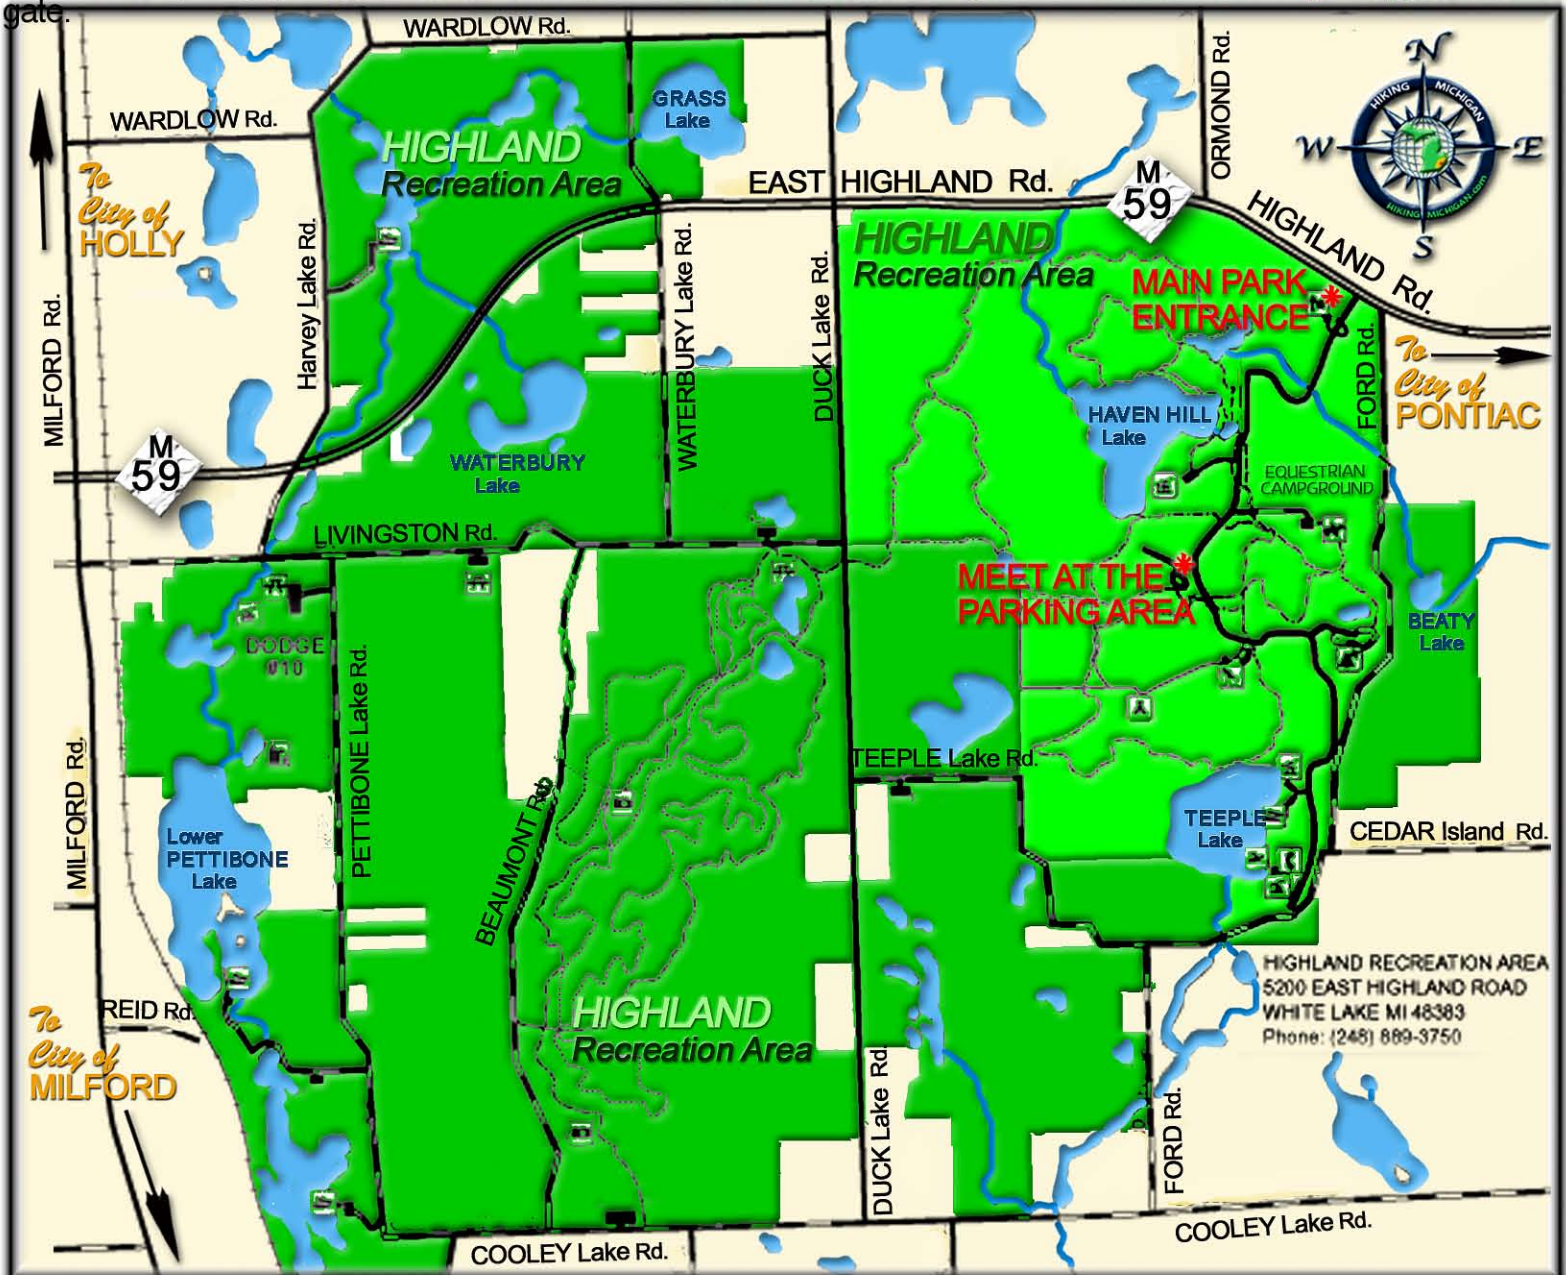 gate.
WARDLOW Rd.
N
HIKING MICHIGAN
W
E
HIKING MICHIGAN.com
S
GRASS
Lake
ORMOND Rd.
WARDLOW Rd.
HIGHLAND
Recreation Area
To
City of
HOLLY
EAST HIGHLAND Rd.
M
59
HIGHLAND Rd.
HIGHLAND
Recreation Area
MAIN PARK
ENTRANCE
Harvey Lake Rd.
WATERBURY Lake Rd.
DUCK Lake Rd.
MILFORD Rd.
FORD Rd.
To
City of
PONTIAC
HAVEN HILL
Lake
M
59
WATERBURY
Lake
EQUESTRIAN
CAMPGROUND
LIVINGSTON Rd.
MEET AT THE
PARKING AREA
BEATY
Lake
DODGE
#10
PETTIBONE Lake Rd.
TEEPLE Lake Rd.
MILFORD Rd.
BEAUMONT Rd.
Lower
PETTIBONE
Lake
TEEPLE
Lake
CEDAR Island Rd.
HIGHLAND RECREATION AREA
5200 EAST HIGHLAND ROAD
WHITE LAKE MI 48383
Phone: (248) 889-3750
REID Rd.
To
City of
MILFORD
HIGHLAND
Recreation Area
DUCK Lake Rd.
FORD Rd.
COOLEY Lake Rd.
COOLEY Lake Rd.